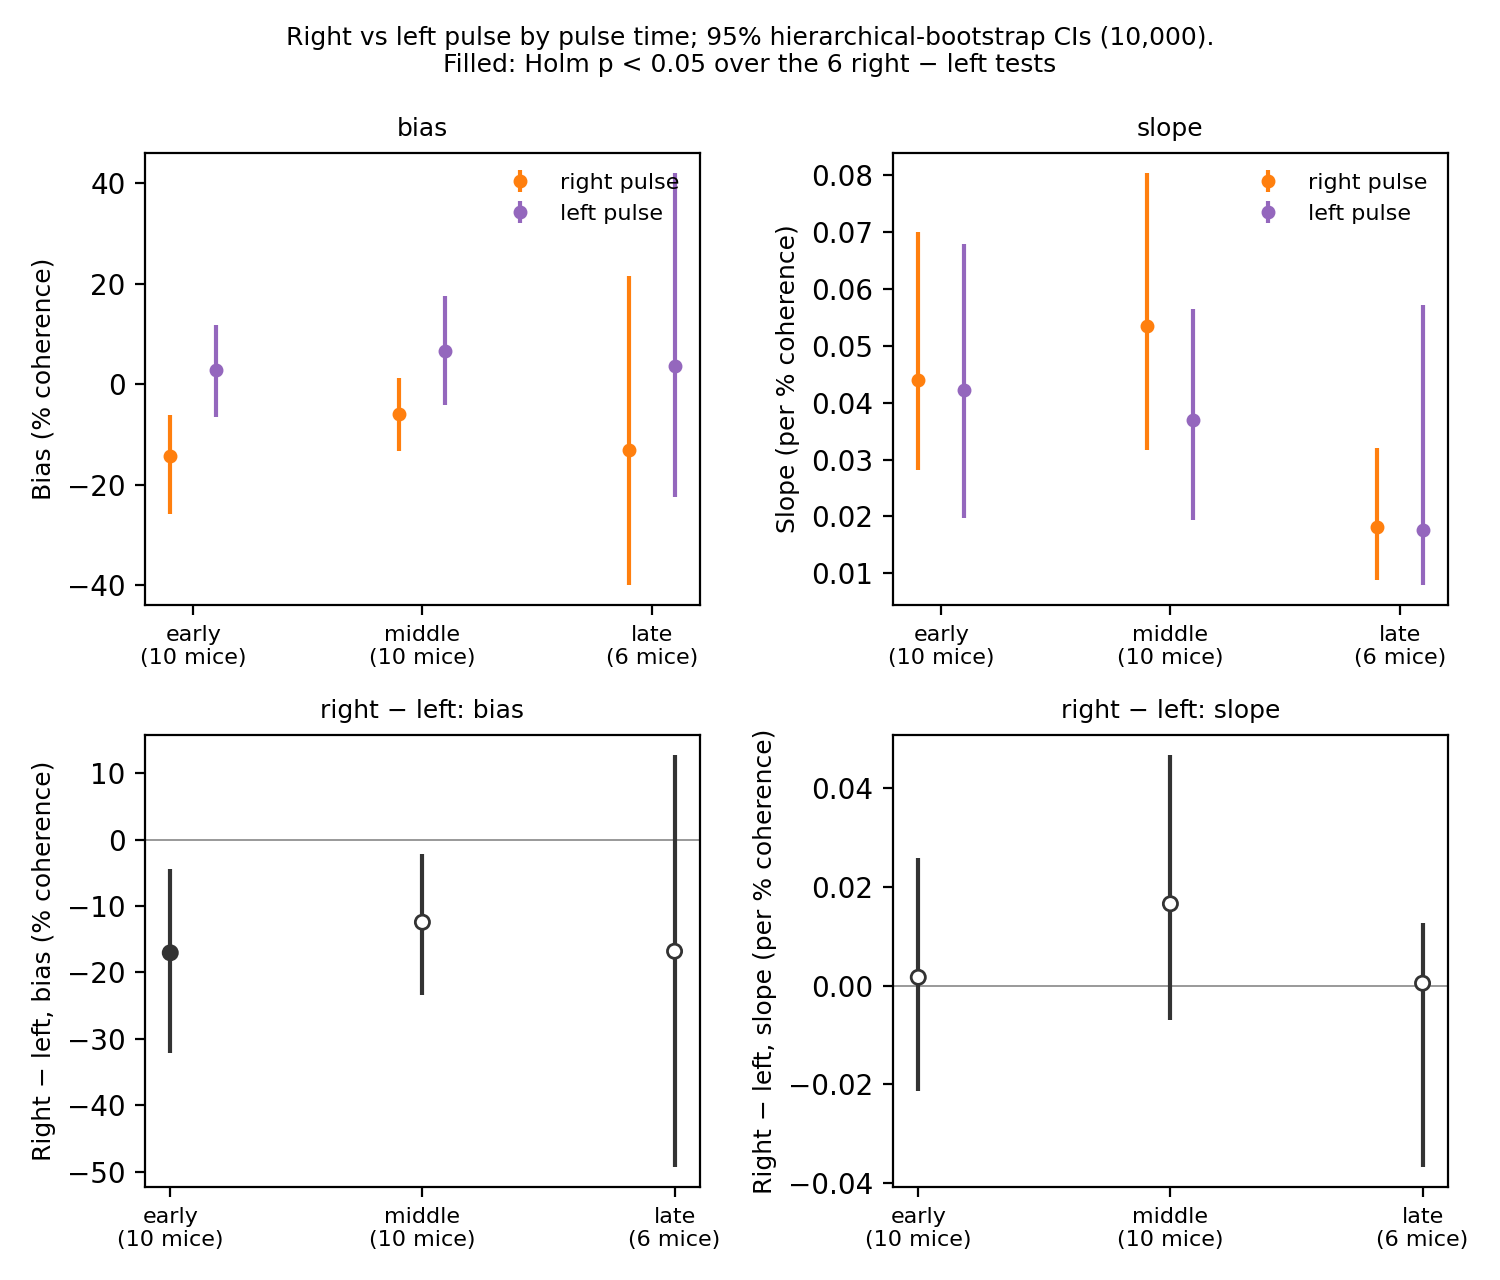 Right vs left pulse by pulse time; 95% hierarchical-bootstrap CIs (10,000).
Filled: Holm p < 0.05 over the 6 right − left tests
bias
Bias (% coherence)
40
20
0
−20
−40
right pulse
left pulse
early
(10 mice)
middle
(10 mice)
late
(6 mice)
slope
Slope (per % coherence)
0.08
0.07
0.06
0.05
0.04
0.03
0.02
0.01
right pulse
left pulse
early
(10 mice)
middle
(10 mice)
late
(6 mice)
right − left: bias
Right − left, bias (% coherence)
10
0
−10
−20
−30
−40
−50
early
(10 mice)
middle
(10 mice)
late
(6 mice)
right − left: slope
Right − left, slope (per % coherence)
0.04
0.02
0.00
−0.02
−0.04
early
(10 mice)
middle
(10 mice)
late
(6 mice)